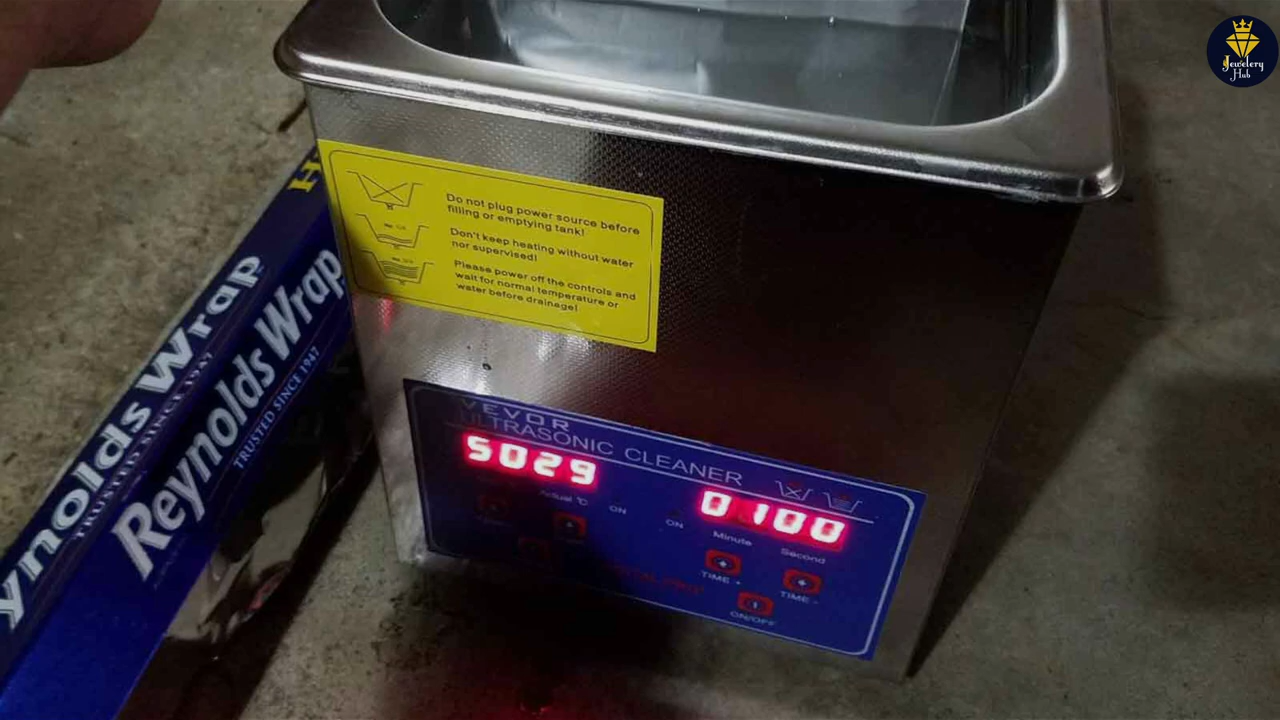 Jewelery
Hub
Do not plug power source before
filling or emptying tank!
Don't keep heating without water
nor supervised!
Please power off the controls and
wait for normal temperature or
water before drainage!
H
ynolds Wrap
TRUSTED SINCE 1947
Reynolds Wrap
TRUSTED SINCE 1947
VEVOR
ULTRASONIC CLEANER
5029
0100
Actual °C
ON
ON
Minute
Second
TIME +
TIME -
ON/OFF